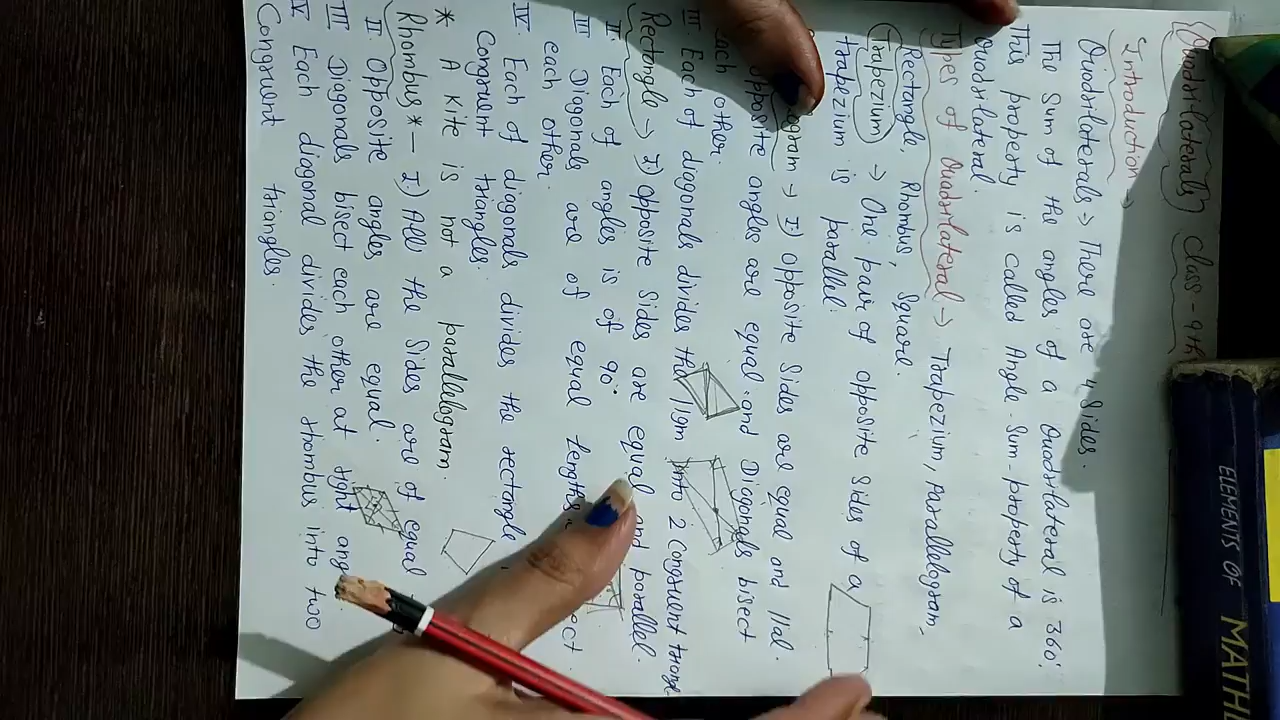 Quadrilaterals class - 9th
Introduction →
Quadrilaterals → There are 4 sides.
The Sum of the angles of a Quadrilateral is 360°.
This property is called Angle-Sum-property of a
Quadrilateral.
Types of Quadrilateral → Trapezium, Parallelogram,
Rectangle, Rhombus, Square.
Trapezium → One pair of opposite Sides of a
trapezium is parallel.
ogram → I) opposite Sides are equal and llal.
opposite angles are equal. and Diagonals bisect
each other.
III. Each of diagonals divides the llgm into 2 congruent triangle
Rectangle → I) opposite Sides are equal and parallel.
II. Each of angles is of 90°.
III Diagonals are of equal lengths
each other.
IV. Each of diagonals divides the rectangle
Congruent triangles.
* A kite is not a parallelogram.
Rhombus * — I) All the Sides are of equal
II Opposite angles are equal.
III Diagonals bisect each other at right ang
IV Each diagonal divides the rhombus into two
Congruent triangles.
ELEMENTS OF MATHE